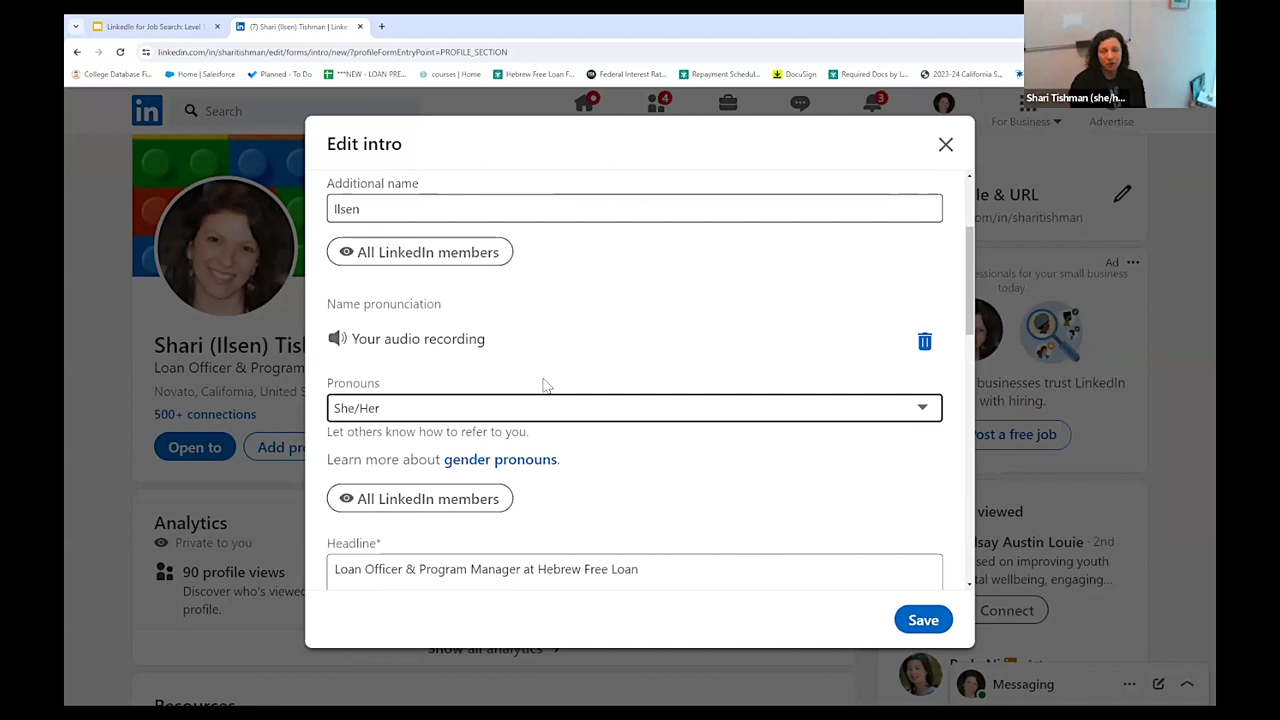 LinkedIn for Job Search: Level
(7) Shari (Ilsen) Tishman | Linke
linkedin.com/in/sharitishman/edit/forms/intro/new/?profileFormEntryPoint=PROFILE_SECTION
College Database Fi...
Home | Salesforce
Planned - To Do
***NEW - LOAN PRE...
courses | Home
Hebrew Free Loan F...
Federal Interest Rat...
Repayment Schedul...
DocuSign
Required Docs by L...
2023-24 California S...
Shari Tishman (she/h...
in
Search
4
3
For Business
Advertise
Edit intro
Additional name
Ilsen
All LinkedIn members
Name pronunciation
Your audio recording
Pronouns
She/Her
Let others know how to refer to you.
Learn more about gender pronouns.
All LinkedIn members
Headline*
Loan Officer & Program Manager at Hebrew Free Loan
Save
Shari (Ilsen) Tis
Loan Officer & Program
Novato, California, United S
500+ connections
Open to
Add pr
Analytics
Private to you
90 profile views
Discover who's viewed
profile.
Show all analytics
Resources
le & URL
om/in/sharitishman
Ad
essionals for your small business
today.
businesses trust LinkedIn
with hiring.
ost a free job
viewed
dsay Austin Louie · 2nd
sed on improving youth
tal wellbeing, engaging...
Connect
Messaging